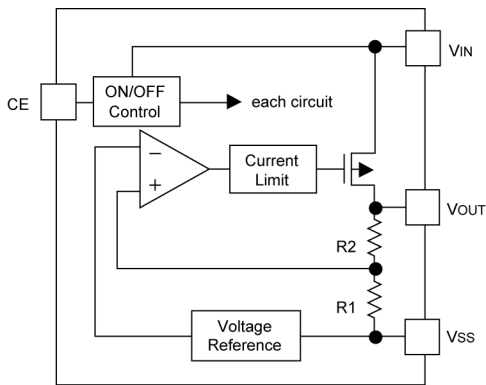 VIN
ON/OFF
Control
CE
each circuit
−
+
Current
Limit
VOUT
R2
R1
Voltage
Reference
VSS